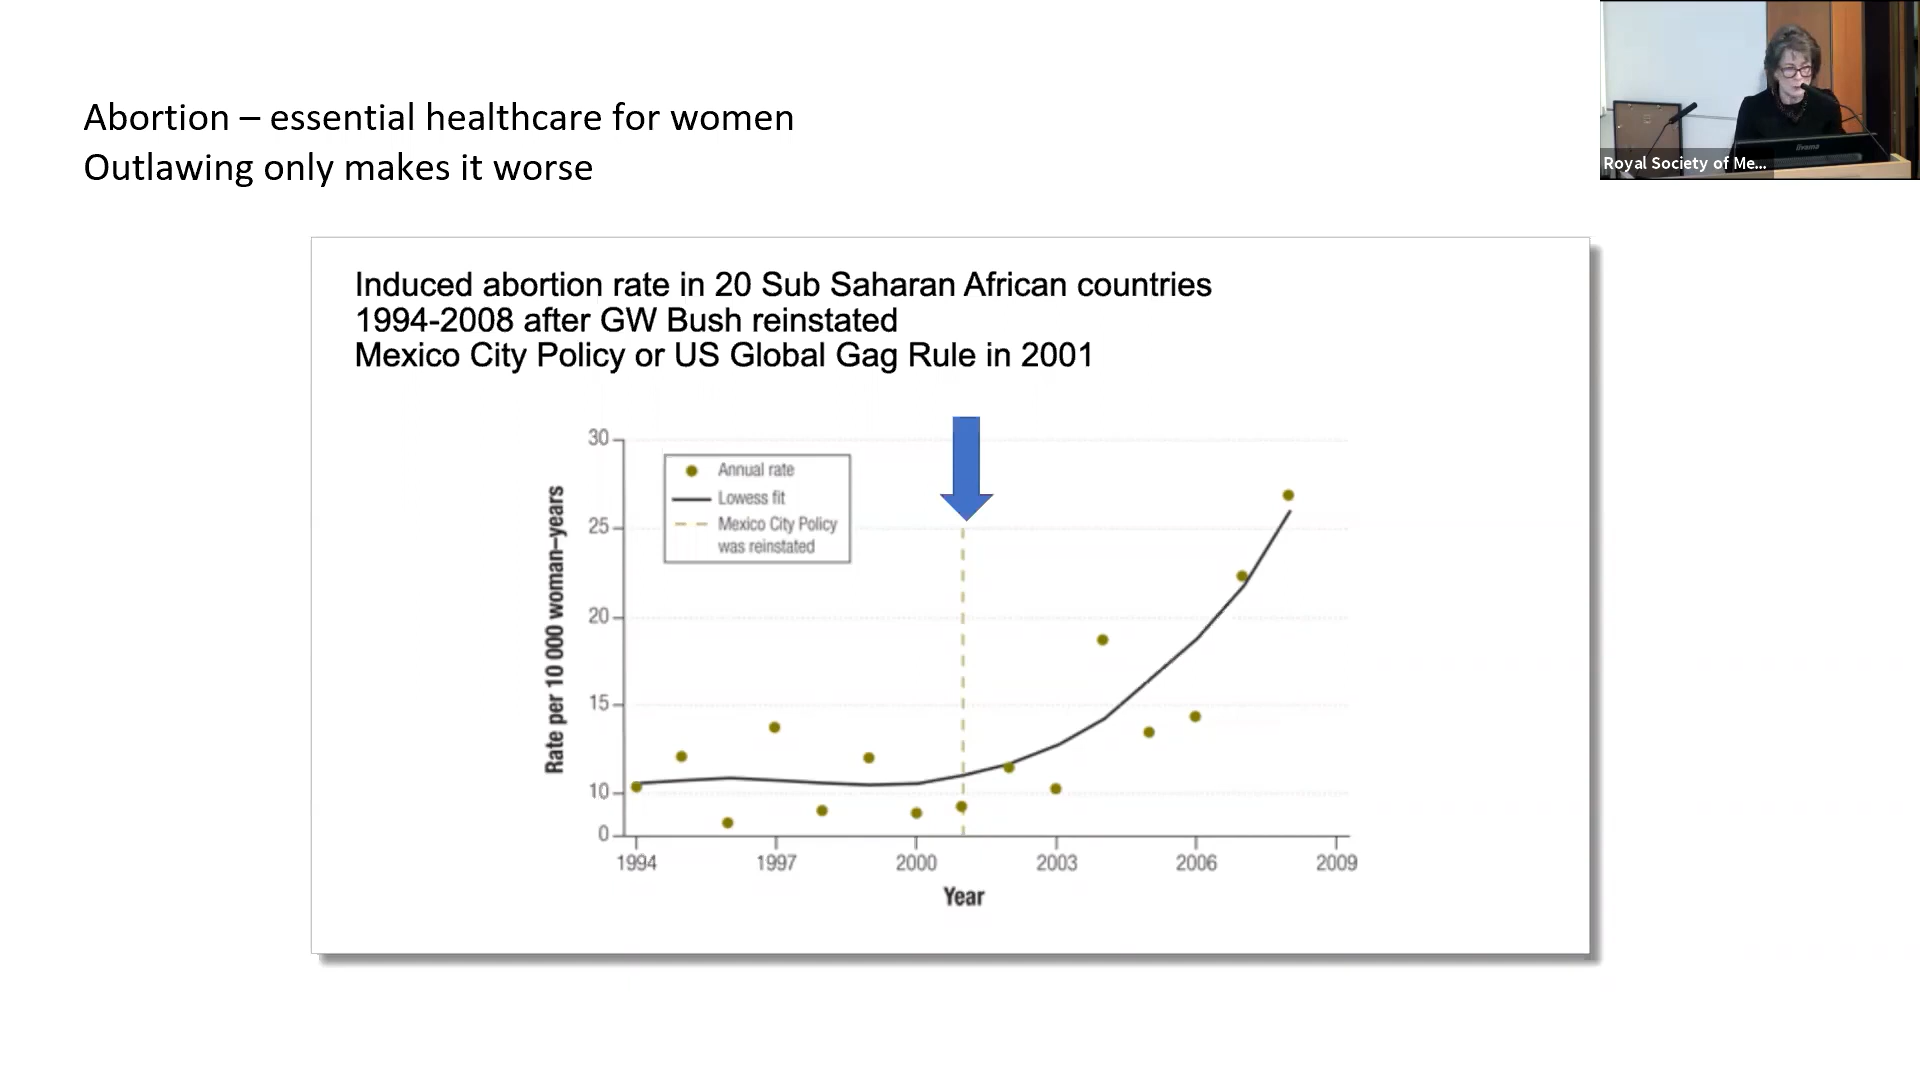 Abortion – essential healthcare for women
Outlawing only makes it worse
Royal Society of Me...
Induced abortion rate in 20 Sub Saharan African countries
1994-2008 after GW Bush reinstated
Mexico City Policy or US Global Gag Rule in 2001
30
25
20
15
10
0
Rate per 10 000 woman–years
Annual rate
Lowess fit
Mexico City Policy
was reinstated
1994
1997
2000
2003
2006
2009
Year
iiyama